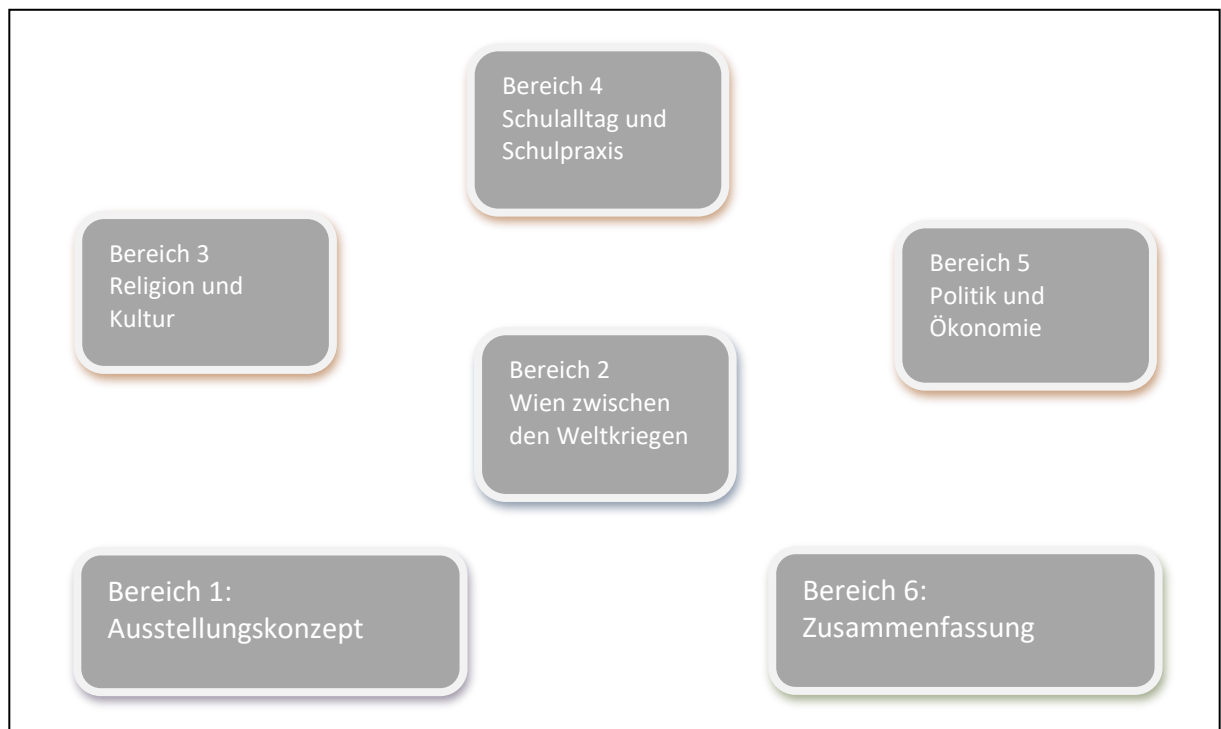 Bereich 4
Schulalltag und
Schulpraxis
Bereich 3
Religion und
Kultur
Bereich 5
Politik und
Ökonomie
Bereich 2
Wien zwischen
den Weltkriegen
Bereich 1:
Ausstellungskonzept
Bereich 6:
Zusammenfassung